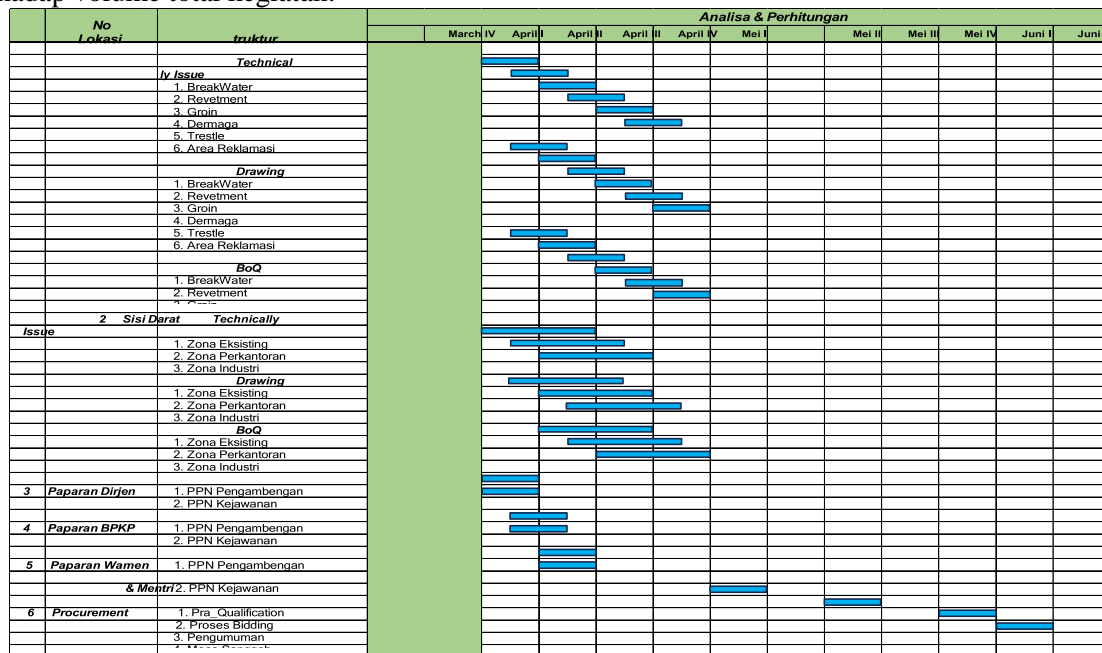 hadap volume total kegiatan.
No Analisa & Perhitungan
Lokasi truktur March IV April I April II April III April IV Mei I Mei II Mei III Mei IV Juni I Juni
Technical
ly Issue
1. BreakWater
2. Revetment
3. Groin
4. Dermaga
5. Trestle
6. Area Reklamasi
Drawing
1. BreakWater
2. Revetment
3. Groin
4. Dermaga
5. Trestle
6. Area Reklamasi
BoQ
1. BreakWater
2. Revetment
2 Sisi Darat Technically
Issue
1. Zona Eksisting
2. Zona Perkantoran
3. Zona Industri
Drawing
1. Zona Eksisting
2. Zona Perkantoran
3. Zona Industri
BoQ
1. Zona Eksisting
2. Zona Perkantoran
3. Zona Industri
3 Paparan Dirjen 1. PPN Pengambengan
2. PPN Kejawanan
4 Paparan BPKP 1. PPN Pengambengan
2. PPN Kejawanan
5 Paparan Wamen 1. PPN Pengambengan
& Mentri 2. PPN Kejawanan
6 Procurement 1. Pra_Qualification
2. Proses Bidding
3. Pengumuman